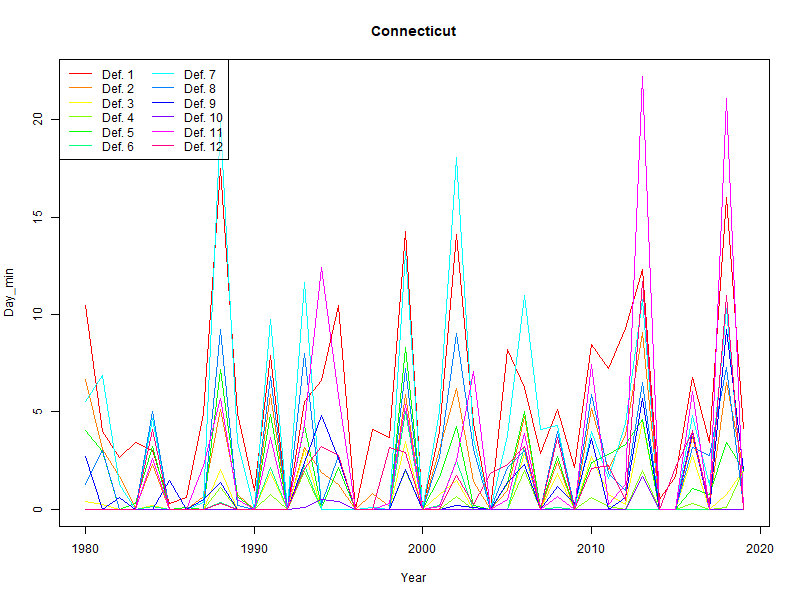 Connecticut
Def. 1 Def. 7
Def. 2 Def. 8
Def. 3 Def. 9
Def. 4 Def. 10
Def. 5 Def. 11
Def. 6 Def. 12
Day_min
20
15
10
5
0
1980 1990 2000 2010 2020
Year